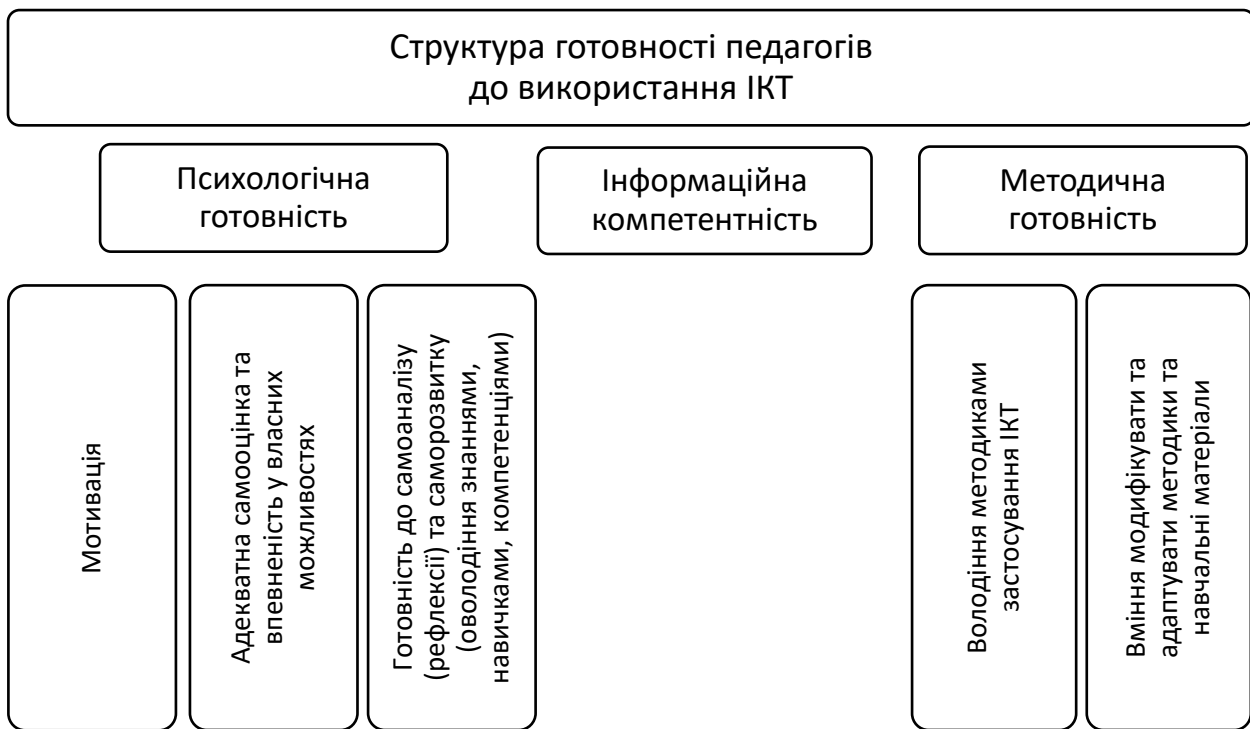 Структура готовності педагогів
до використання ІКТ
Психологічна
готовність
Інформаційна
компетентність
Методична
готовність
Мотивація
Адекватна самооцінка та
впевненість у власних
можливостях
Готовність до самоаналізу
(рефлексії) та саморозвитку
(оволодіння знаннями,
навичками, компетенціями)
Володіння методиками
застосування ІКТ
Вміння модифікувати та
адаптувати методики та
навчальні матеріали